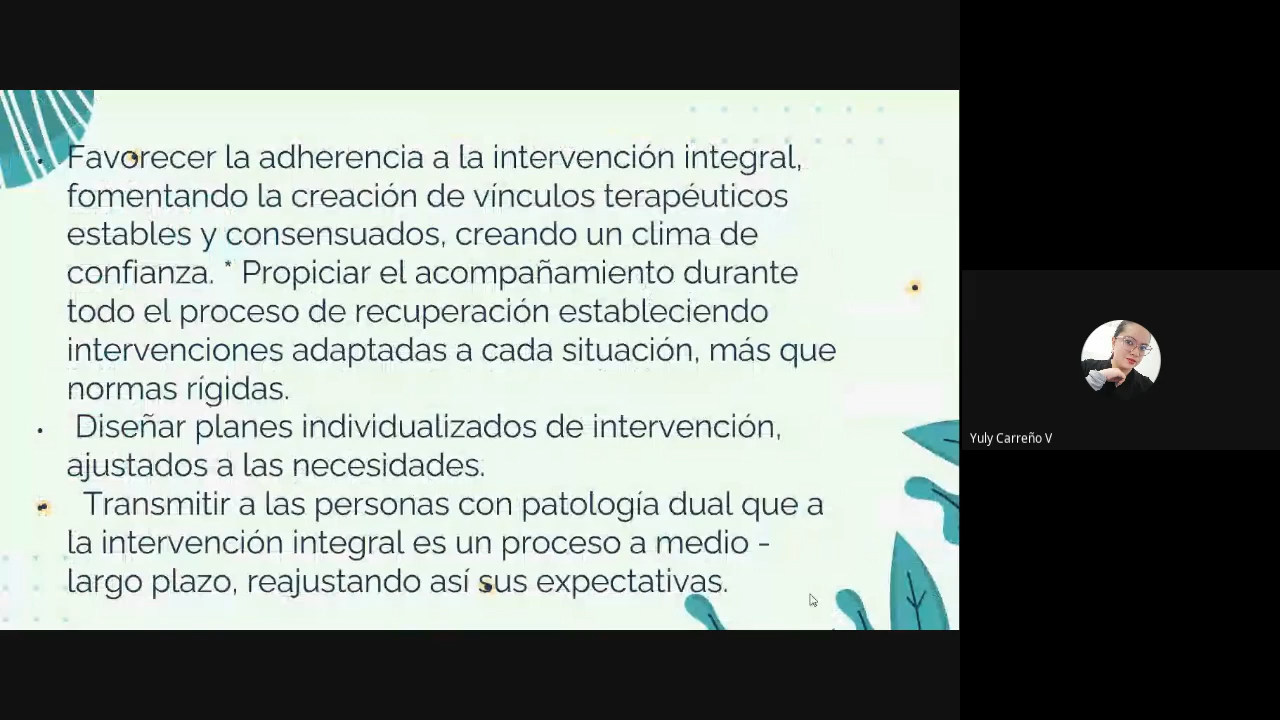 • Favorecer la adherencia a la intervención integral,
fomentando la creación de vínculos terapéuticos
estables y consensuados, creando un clima de
confianza. * Propiciar el acompañamiento durante
todo el proceso de recuperación estableciendo
intervenciones adaptadas a cada situación, más que
normas rígidas.
• Diseñar planes individualizados de intervención,
ajustados a las necesidades.
• Transmitir a las personas con patología dual que a
la intervención integral es un proceso a medio -
largo plazo, reajustando así sus expectativas.
Yuly Carreño V